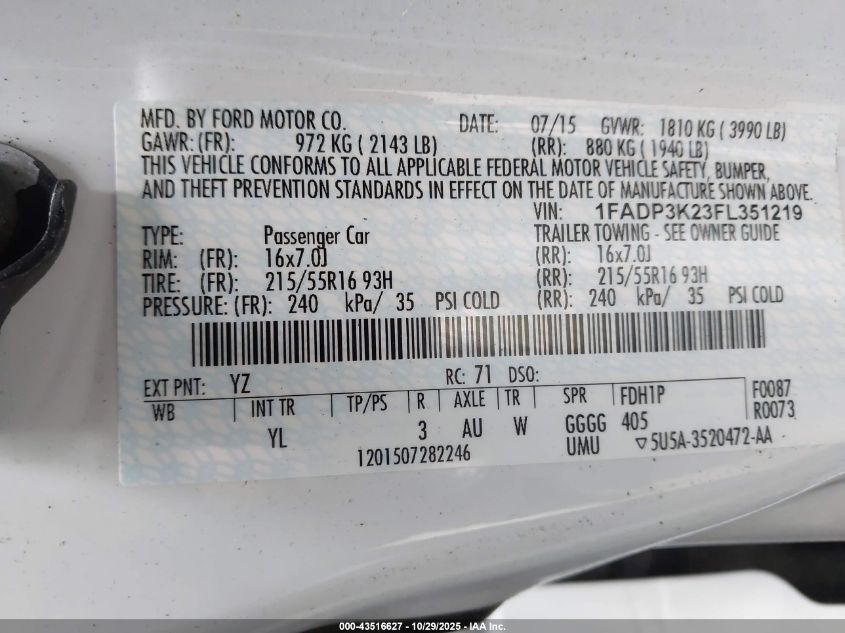 MFD. BY FORD MOTOR CO. DATE: 07/15 GVWR: 1810 KG ( 3990 LB)
GAWR: (FR): 972 KG ( 2143 LB) (RR): 880 KG ( 1940 LB)
THIS VEHICLE CONFORMS TO ALL APPLICABLE FEDERAL MOTOR VEHICLE SAFETY, BUMPER,
AND THEFT PREVENTION STANDARDS IN EFFECT ON THE DATE OF MANUFACTURE SHOWN ABOVE.
VIN: 1FADP3K23FL351219
TYPE: Passenger Car TRAILER TOWING - SEE OWNER GUIDE
RIM: (FR): 16x7.0J (RR): 16x7.0J
TIRE: (FR): 215/55R16 93H (RR): 215/55R16 93H
PRESSURE: (FR): 240 kPa/ 35 PSI COLD (RR): 240 kPa/ 35 PSI COLD
EXT PNT: YZ RC: 71 DSO:
WB INT TR TP/PS R AXLE TR SPR FDH1P F0087
R0073
YL 3 AU W GGGG 405
1201507282246 UMU ▽5U5A-3520472-AA
000-43516627 - 10/29/2025 - IAA Inc.